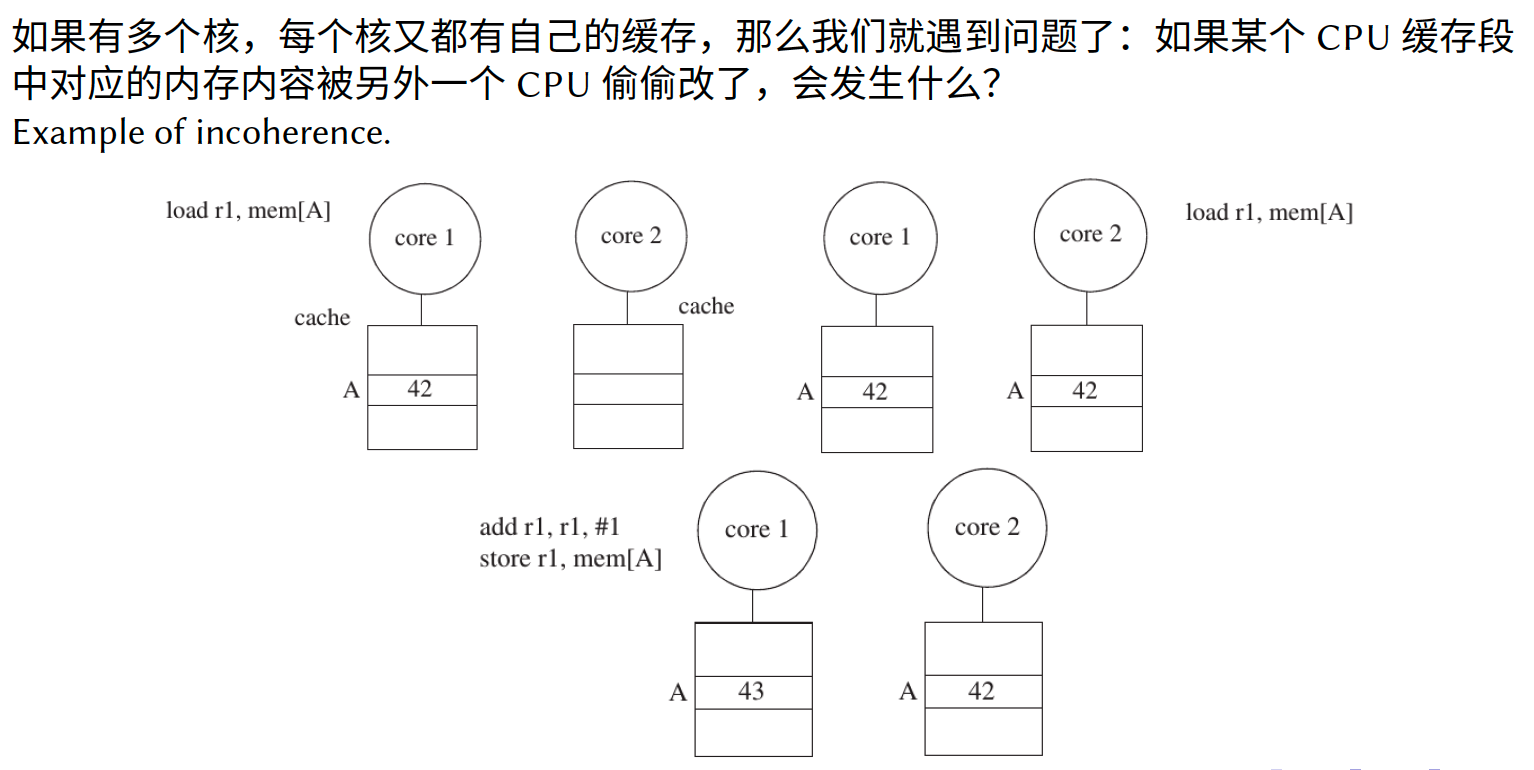 如果有多个核，每个核又都有自己的缓存，那么我们就遇到问题了：如果某个 CPU 缓存段
中对应的内存内容被另外一个 CPU 偷偷改了，会发生什么？
Example of incoherence.
load r1, mem[A]
core 1
core 2
core 1
core 2
load r1, mem[A]
cache
cache
A
42
A
42
A
42
add r1, r1, #1
store r1, mem[A]
core 1
core 2
A
43
A
42